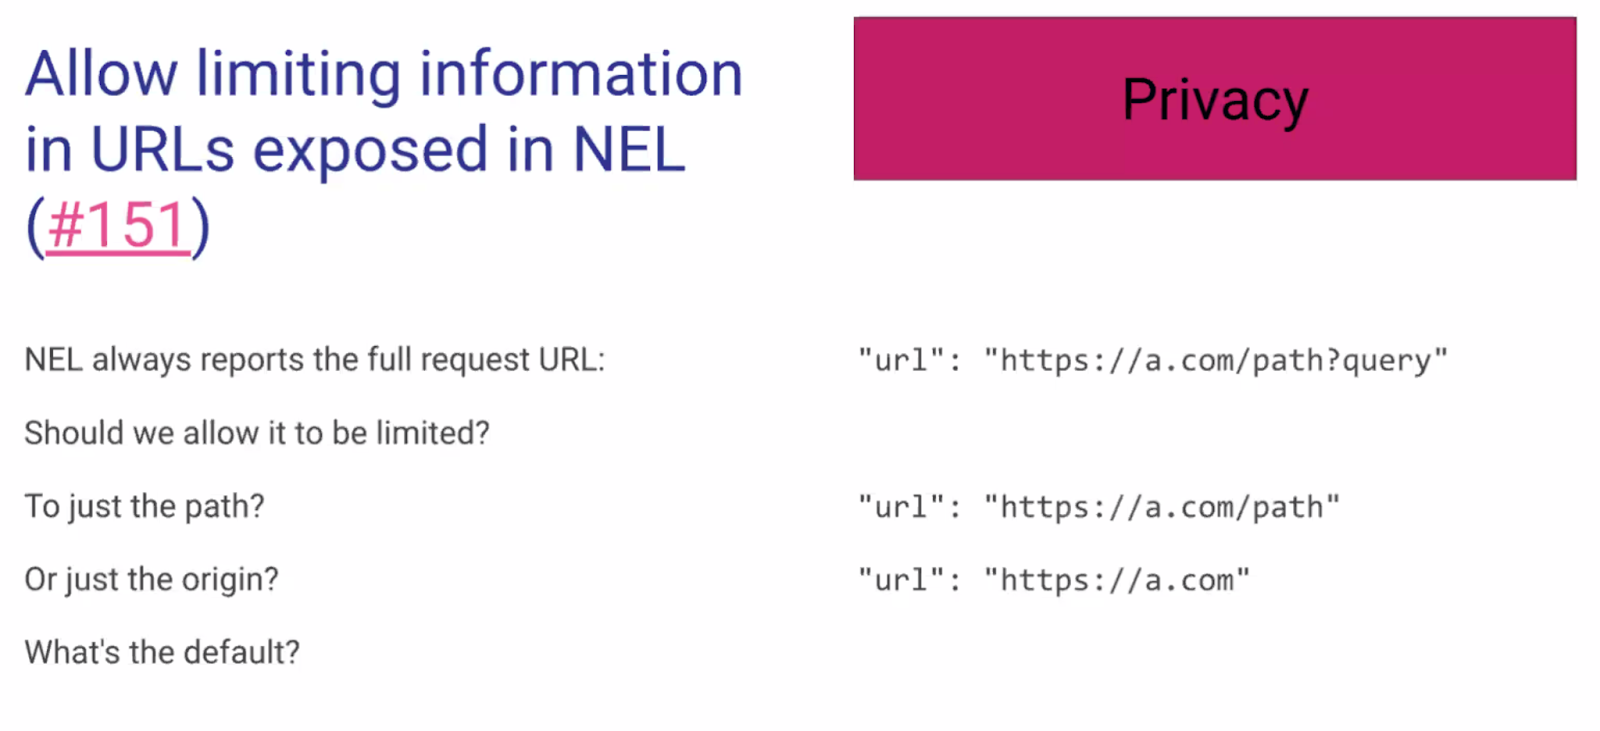 Allow limiting information
in URLs exposed in NEL
(#151)
Privacy
NEL always reports the full request URL:
"url": "https://a.com/path?query"
Should we allow it to be limited?
To just the path?
"url": "https://a.com/path"
Or just the origin?
"url": "https://a.com"
What's the default?